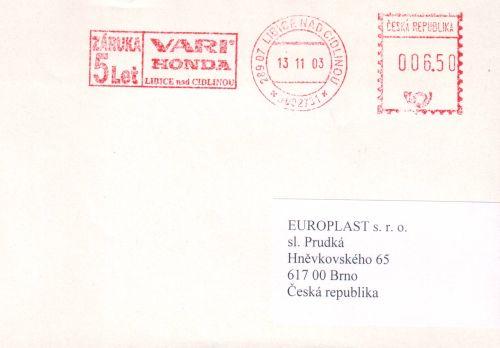 ZÁRUKA
5 LET
VARI
HONDA
LIBICE nad CIDLINOU
289 07 LIBICE NAD CIDLINOU
13 11 03
ČESKÁ REPUBLIKA
006.50
EUROPLAST s. r. o.
sl. Prudká
Hněvkovského 65
617 00 Brno
Česká republika